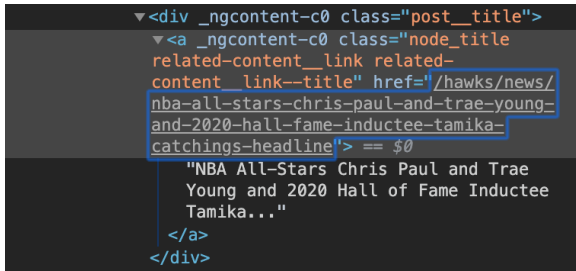 ▼<div _ngcontent-c0 class="post__title">
▼<a _ngcontent-c0 class="node_title
related-content__link related-
content__link--title" href="/hawks/news/
nba-all-stars-chris-paul-and-trae-young-
and-2020-hall-fame-inductee-tamika-
catchings-headline"> == $0
"NBA All-Stars Chris Paul and Trae
Young and 2020 Hall of Fame Inductee
Tamika..."
</a>
</div>